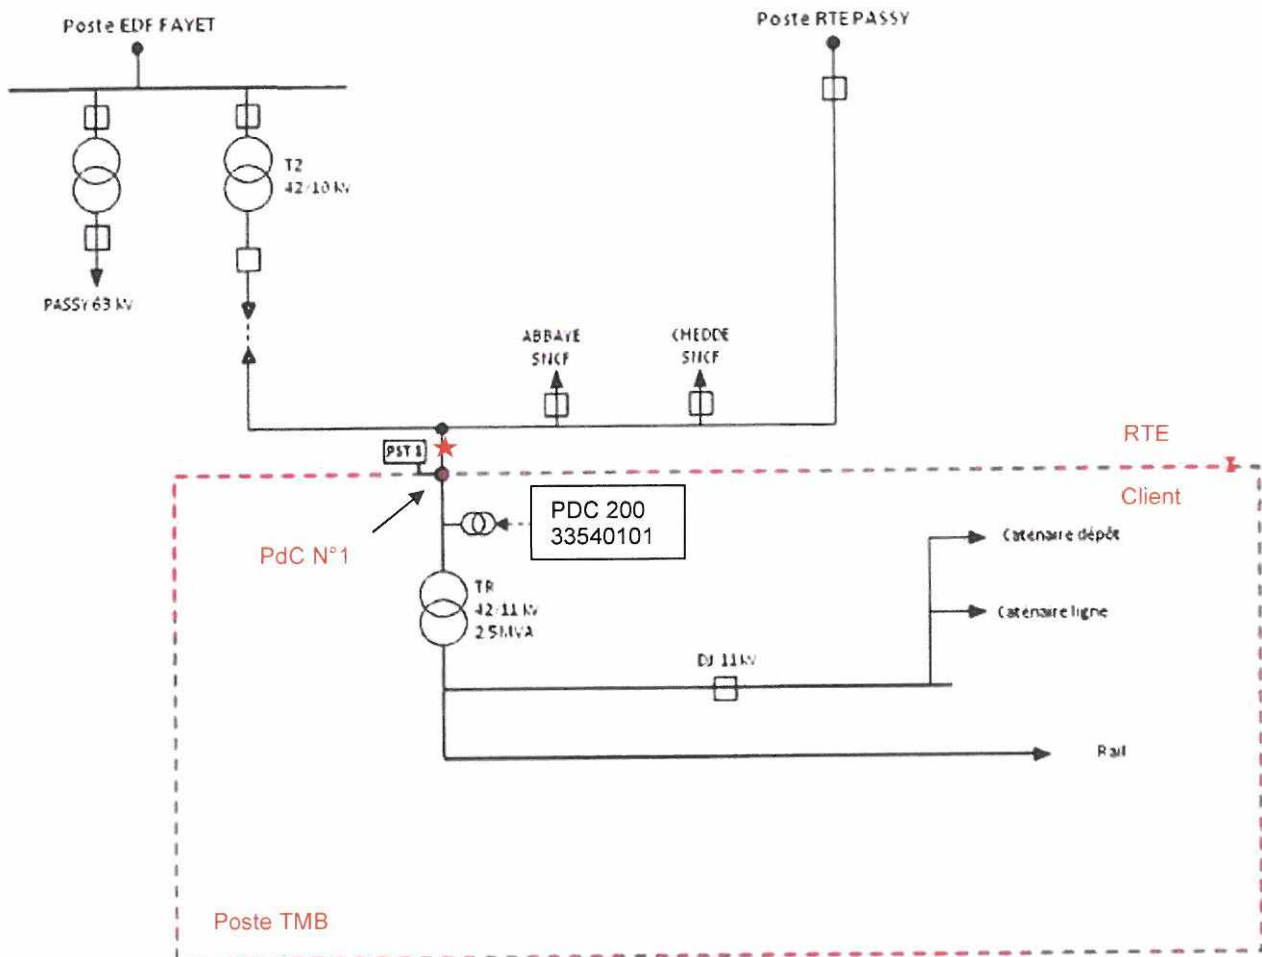 Poste EDF FAYET
Poste RTE PASSY
T2
42/10 kV
PASSY 63 kV
ABBAYE
SNCF
CHEDDE
SNCF
PST 1
RTE
Client
PdC N°1
PDC 200
33540101
Caténaire dépôt
Caténaire ligne
TR
42/11 kV
2.5MVA
DJ 11 kV
Rail
Poste TMB